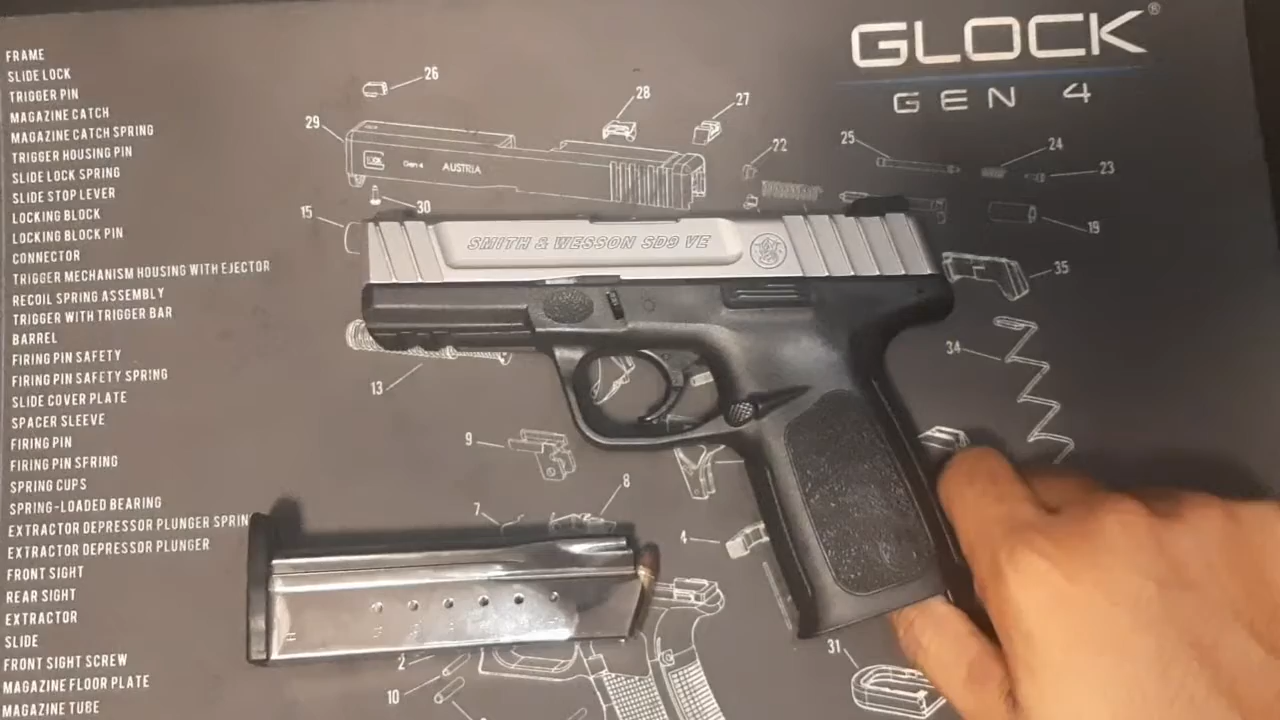 GLOCK®
GEN 4
FRAME
SLIDE LOCK
TRIGGER PIN
MAGAZINE CATCH
MAGAZINE CATCH SPRING
TRIGGER HOUSING PIN
SLIDE LOCK SPRING
SLIDE STOP LEVER
LOCKING BLOCK
LOCKING BLOCK PIN
CONNECTOR
TRIGGER MECHANISM HOUSING WITH EJECTOR
RECOIL SPRING ASSEMBLY
TRIGGER WITH TRIGGER BAR
BARREL
FIRING PIN SAFETY
FIRING PIN SAFETY SPRING
SLIDE COVER PLATE
SPACER SLEEVE
FIRING PIN
FIRING PIN SPRING
SPRING CUPS
SPRING-LOADED BEARING
EXTRACTOR DEPRESSOR PLUNGER SPRIN
EXTRACTOR DEPRESSOR PLUNGER
FRONT SIGHT
REAR SIGHT
EXTRACTOR
SLIDE
FRONT SIGHT SCREW
MAGAZINE FLOOR PLATE
MAGAZINE TUBE
26
28
27
29
GLOCK Gen4 AUSTRIA
22
25
24
23
30
15
19
SMITH & WESSON SD9 VE
35
34
13
9
8
7
4
2
10
31